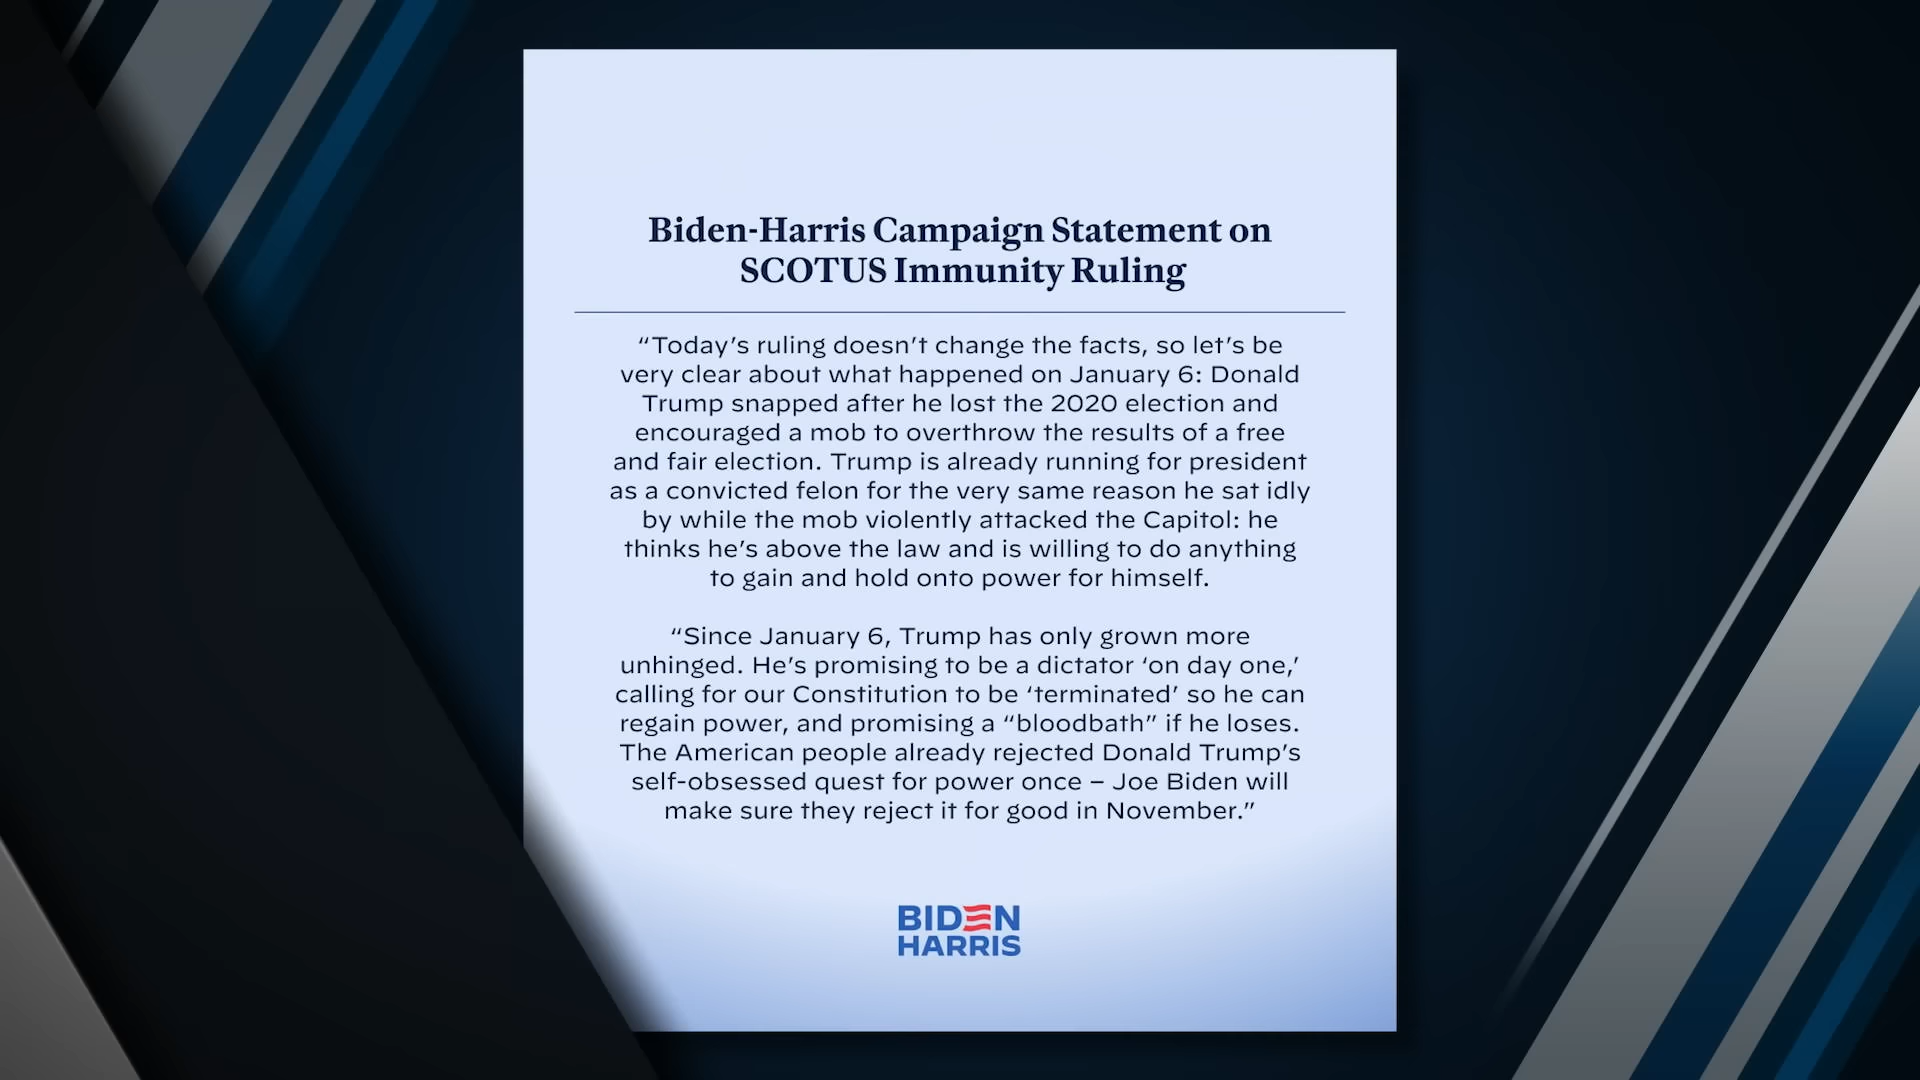 Biden-Harris Campaign Statement on
SCOTUS Immunity Ruling
“Today’s ruling doesn’t change the facts, so let’s be
very clear about what happened on January 6: Donald
Trump snapped after he lost the 2020 election and
encouraged a mob to overthrow the results of a free
and fair election. Trump is already running for president
as a convicted felon for the very same reason he sat idly
by while the mob violently attacked the Capitol: he
thinks he’s above the law and is willing to do anything
to gain and hold onto power for himself.
“Since January 6, Trump has only grown more
unhinged. He’s promising to be a dictator ‘on day one,’
calling for our Constitution to be ‘terminated’ so he can
regain power, and promising a “bloodbath” if he loses.
The American people already rejected Donald Trump’s
self-obsessed quest for power once – Joe Biden will
make sure they reject it for good in November.”
BIDEN
HARRIS